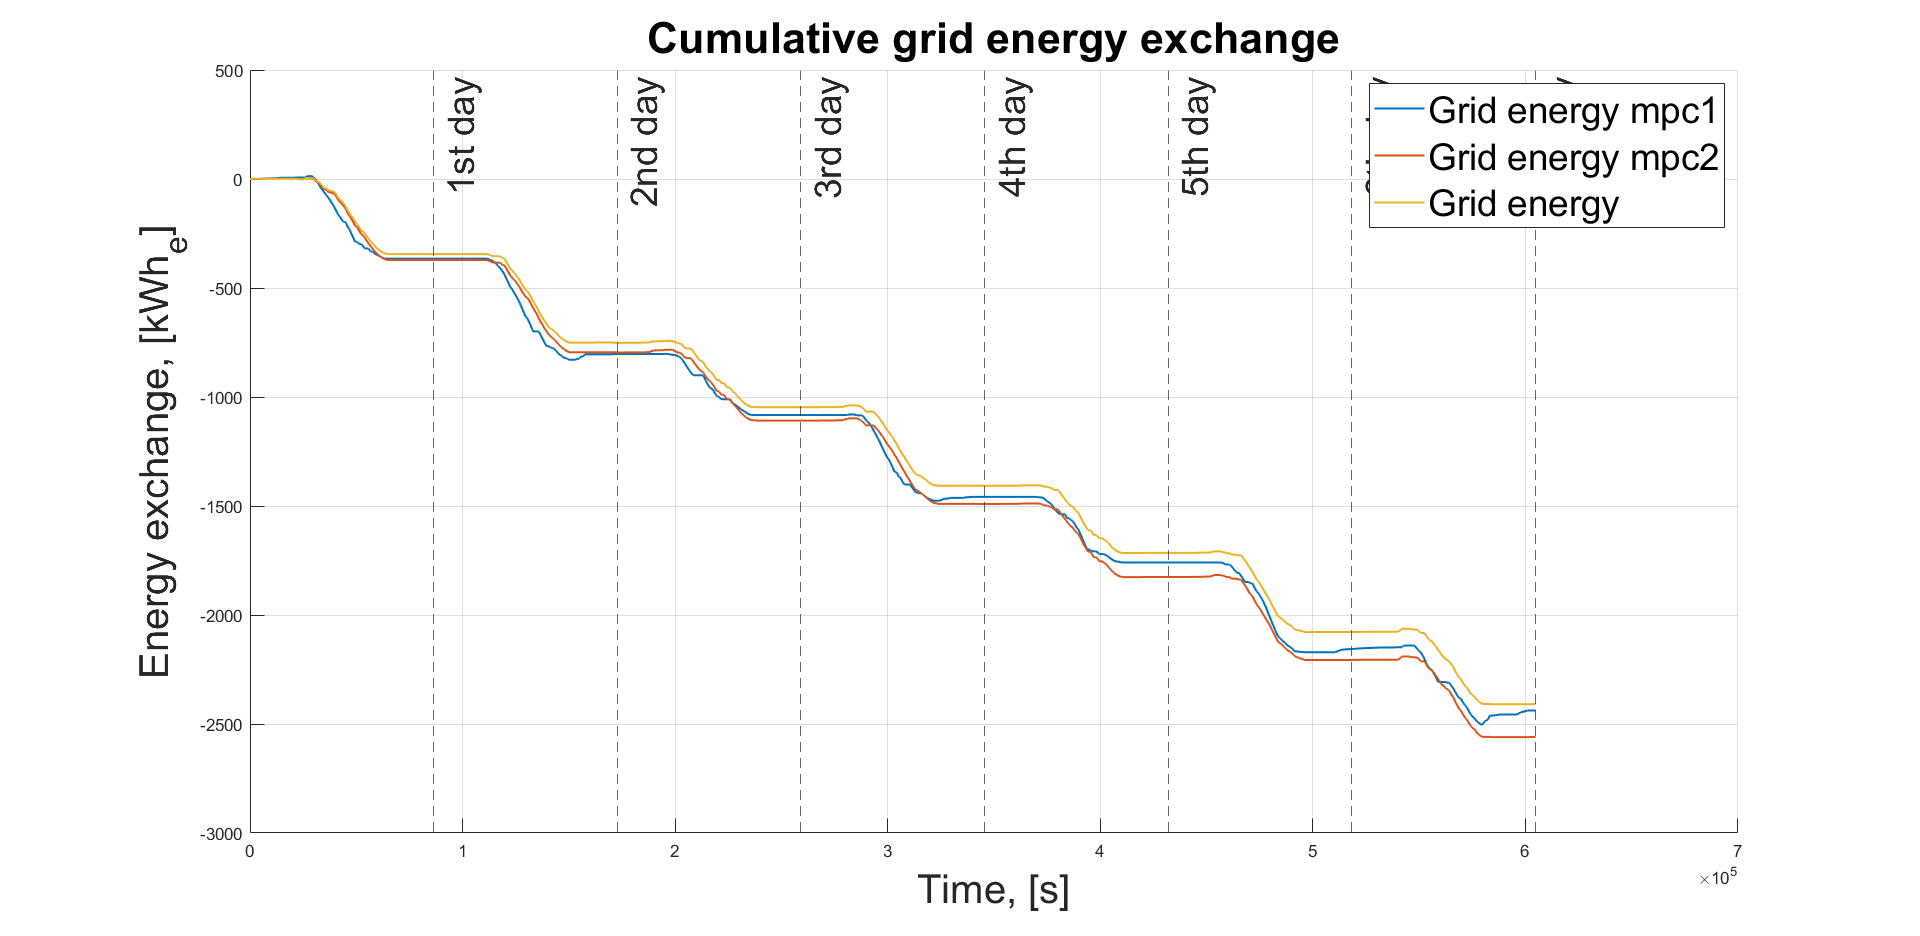 Cumulative grid energy exchange
500
0
-500
-1000
-1500
-2000
-2500
-3000
Energy exchange, [kWh_e]
1st day
2nd day
3rd day
4th day
5th day
Grid energy mpc1
Grid energy mpc2
Grid energy
0
1
2
3
4
5
6
7
×10^5
Time, [s]